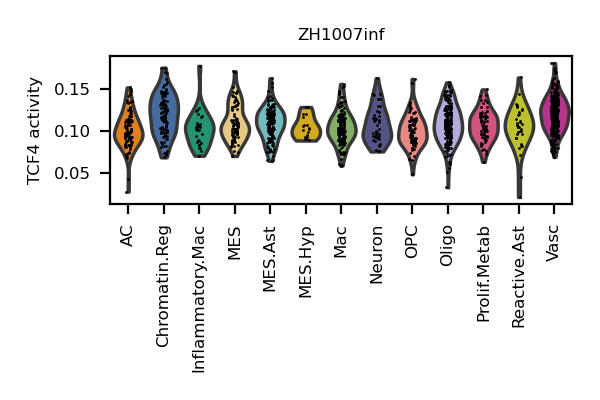 ZH1007inf
TCF4 activity
0.15
0.10
0.05
AC
Chromatin.Reg
Inflammatory.Mac
MES
MES.Ast
MES.Hyp
Mac
Neuron
OPC
Oligo
Prolif.Metab
Reactive.Ast
Vasc